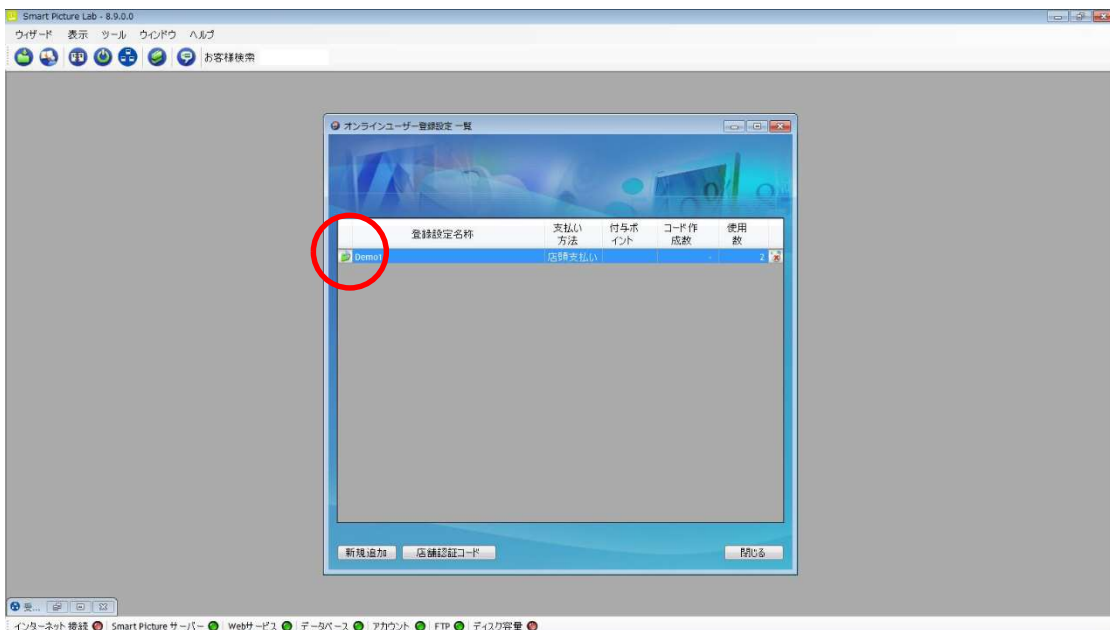 Smart Picture Lab - 8.9.0.0
ウィザード 表示 ツール ウィンドウ ヘルプ
お客様検索
オンラインユーザー登録設定 一覧
登録設定名称 支払い方法 付与ポイント コード作成数 使用数
Demo1 店頭支払い - 2
新規追加 店舗認証コード 閉じる
受...
インターネット接続 Smart Picture サーバー Webサービス データベース アカウント FTP ディスク容量